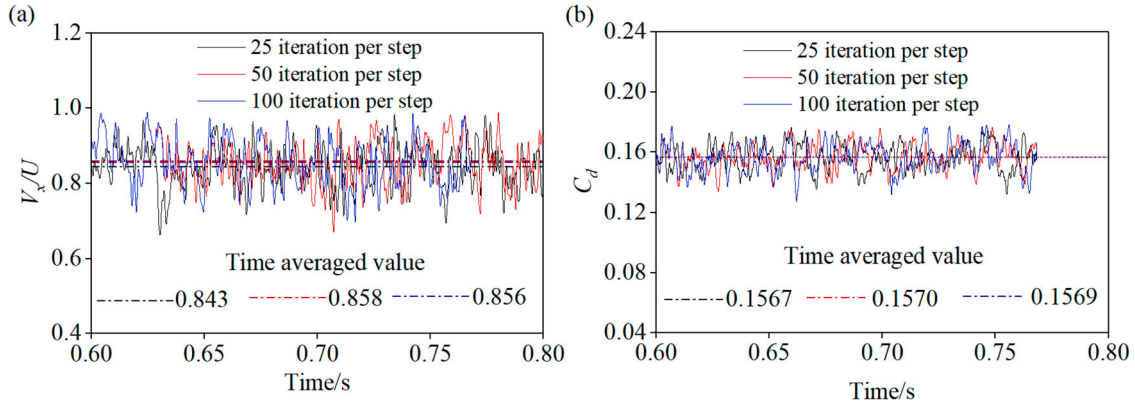 (a)
1.2
1.0
0.8
0.6
0.4
V_x/U
25 iteration per step
50 iteration per step
100 iteration per step
Time averaged value
0.843 0.858 0.856
0.60 0.65 0.70 0.75 0.80
Time/s
(b)
0.24
0.20
0.16
0.12
0.08
0.04
C_d
25 iteration per step
50 iteration per step
100 iteration per step
Time averaged value
0.1567 0.1570 0.1569
0.60 0.65 0.70 0.75 0.80
Time/s